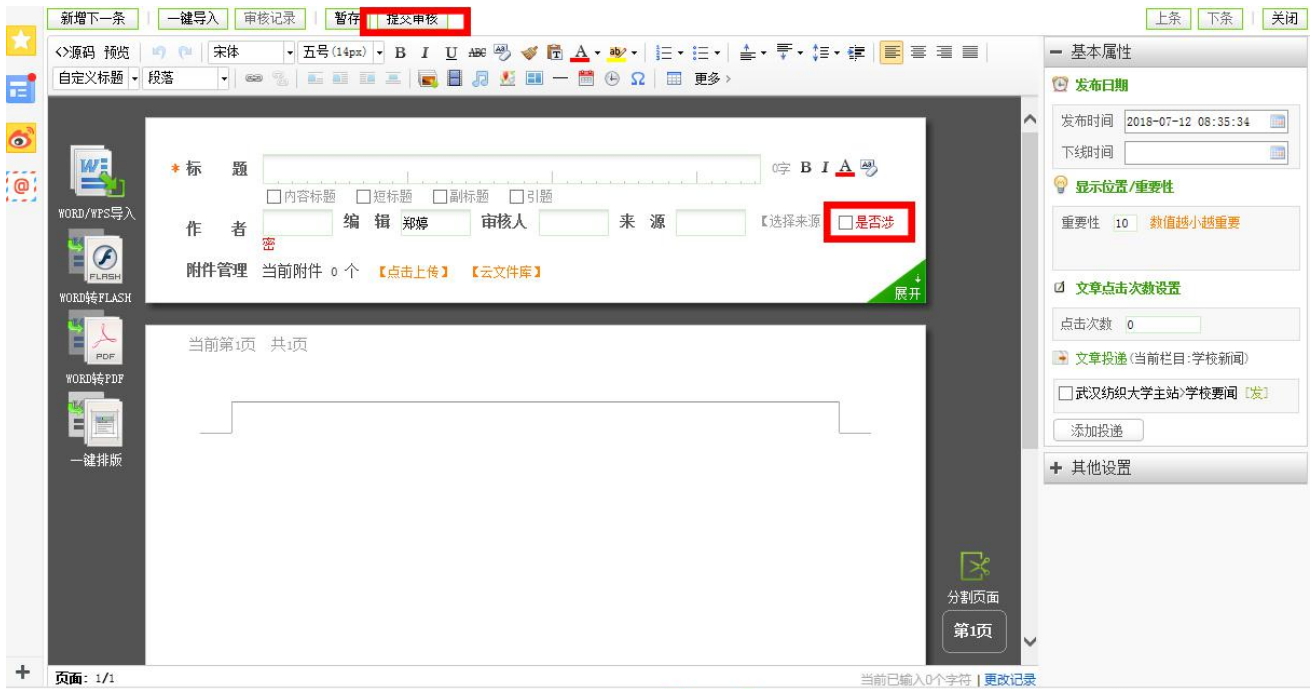 新增下一条 一键导入 审核记录 暂存 提交审核 上条 下条 关闭
<>源码 预览 宋体 五号(14px) B I U ABC A ab 
自定义标题 段落 Ω 更多
基本属性
发布日期
发布时间 2018-07-12 08:35:34
下线时间
显示位置/重要性
重要性 10 数值越小越重要
文章点击次数设置
点击次数 0
文章投递(当前栏目:学校新闻)
武汉纺织大学主站>学校要闻 [发]
添加投递
其他设置
WORD/WPS导入
FLASH
WORD转FLASH
PDF
WORD转PDF
一键排版
*标 题 0字 B I A
内容标题 短标题 副标题 引题
作 者 编 辑 郑婷 审核人 来 源 【选择来源 是否涉
密
附件管理 当前附件 0 个 【点击上传】 【云文件库】
展开
当前第1页 共1页
分割页面
第1页
页面: 1/1 当前已输入0个字符 | 更改记录